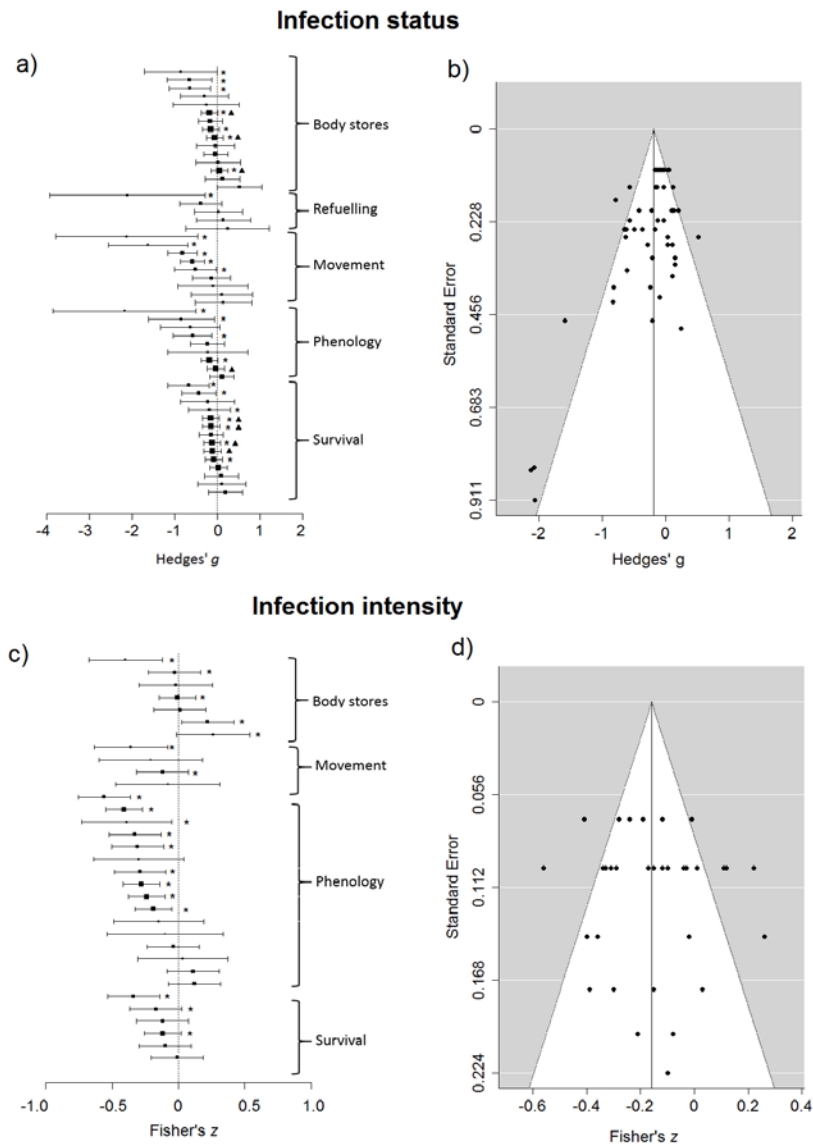 Infection status
a)
Body stores
Refuelling
Movement
Phenology
Survival
-4 -3 -2 -1 0 1 2
Hedges' g
b)
Standard Error
0
0.228
0.456
0.683
0.911
-2 -1 0 1 2
Hedges' g
Infection intensity
c)
Body stores
Movement
Phenology
Survival
-1.0 -0.5 0 0.5 1.0
Fisher's z
d)
Standard Error
0
0.056
0.112
0.168
0.224
-0.6 -0.4 -0.2 0 0.2 0.4
Fisher's z